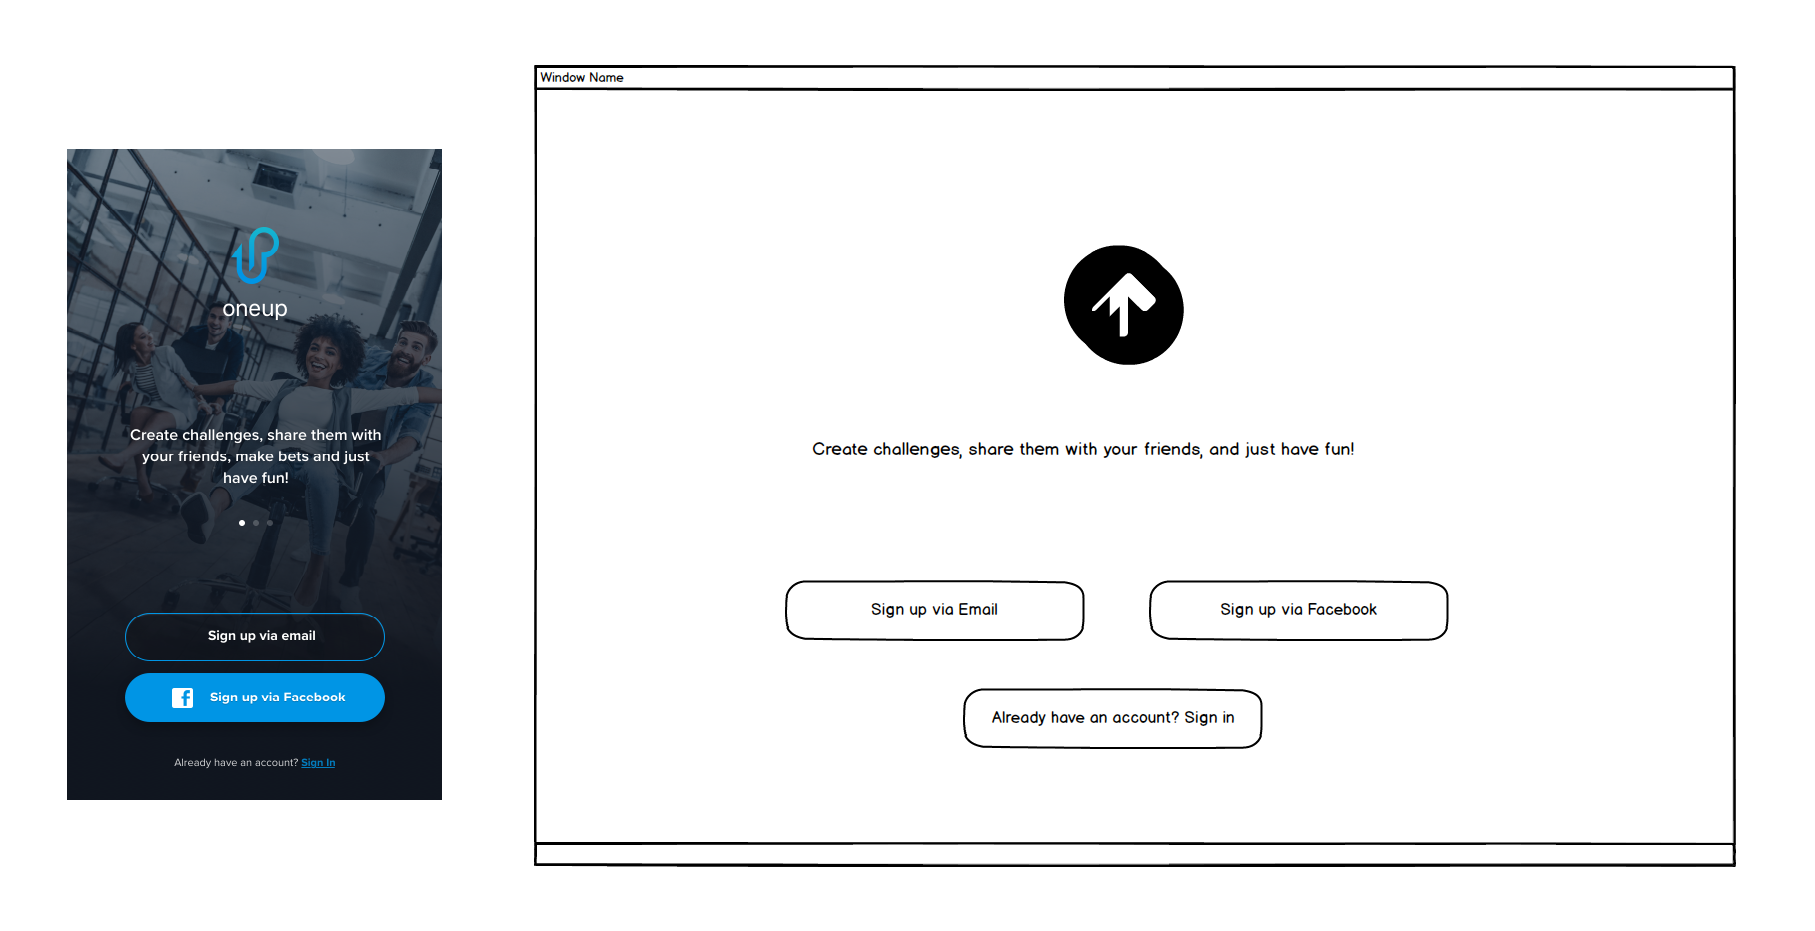 oneup
Create challenges, share them with
your friends, make bets and just
have fun!
Sign up via email
Sign up via Facebook
Already have an account? Sign In
Window Name
Create challenges, share them with your friends, and just have fun!
Sign up via Email
Sign up via Facebook
Already have an account? Sign in